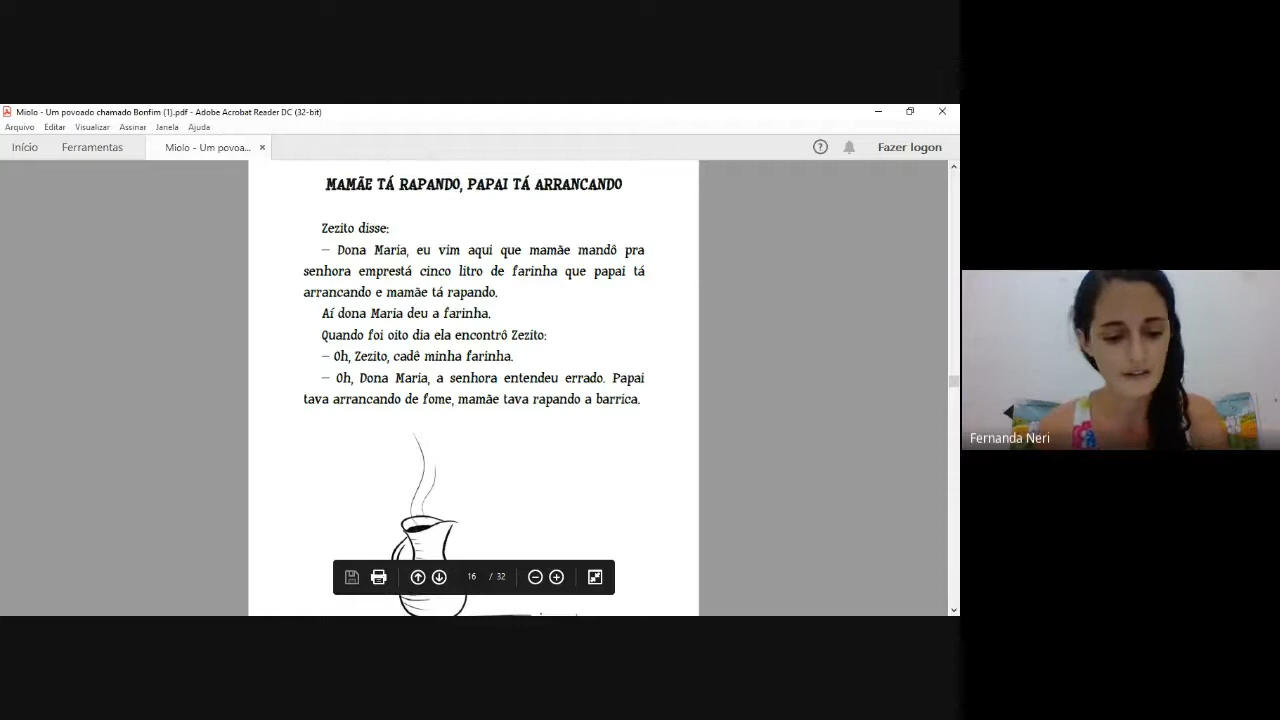 Miolo - Um povoado chamado Bonfim (1).pdf - Adobe Acrobat Reader DC (32-bit)
Arquivo Editar Visualizar Assinar Janela Ajuda
Início Ferramentas Miolo - Um povoa... × ? Fazer logon
MAMÃE TÁ RAPANDO, PAPAI TÁ ARRANCANDO
Zezito disse:
– Dona Maria, eu vim aqui que mamãe mandô pra
senhora emprestá cinco litro de farinha que papai tá
arrancando e mamãe tá rapando.
Aí dona Maria deu a farinha.
Quando foi oito dia ela encontrô Zezito:
– Oh, Zezito, cadê minha farinha.
– Oh, Dona Maria, a senhora entendeu errado. Papai
tava arrancando de fome, mamãe tava rapando a barrica.
16 / 32
Fernanda Neri